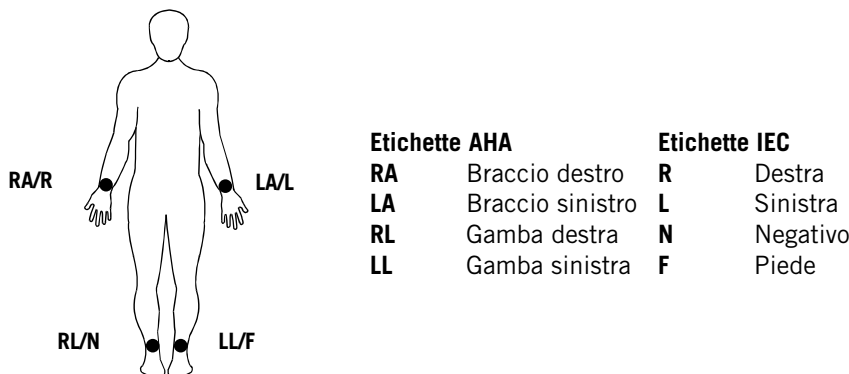 RA/R
LA/L
RL/N
LL/F
Etichette AHA Etichette IEC
RA Braccio destro R Destra
LA Braccio sinistro L Sinistra
RL Gamba destra N Negativo
LL Gamba sinistra F Piede